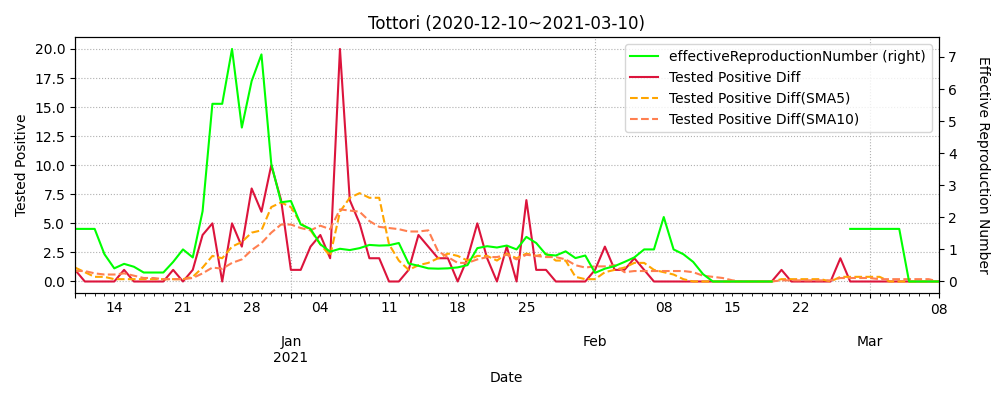 Tottori (2020-12-10~2021-03-10)
effectiveReproductionNumber (right)
Tested Positive Diff
Tested Positive Diff(SMA5)
Tested Positive Diff(SMA10)
Tested Positive
20.0
17.5
15.0
12.5
10.0
7.5
5.0
2.5
0.0
7
6
5
4
3
2
1
0
Effective Reproduction Number
14 21 28 04 11 18 25 08 15 22 08
Jan Feb Mar
2021
Date